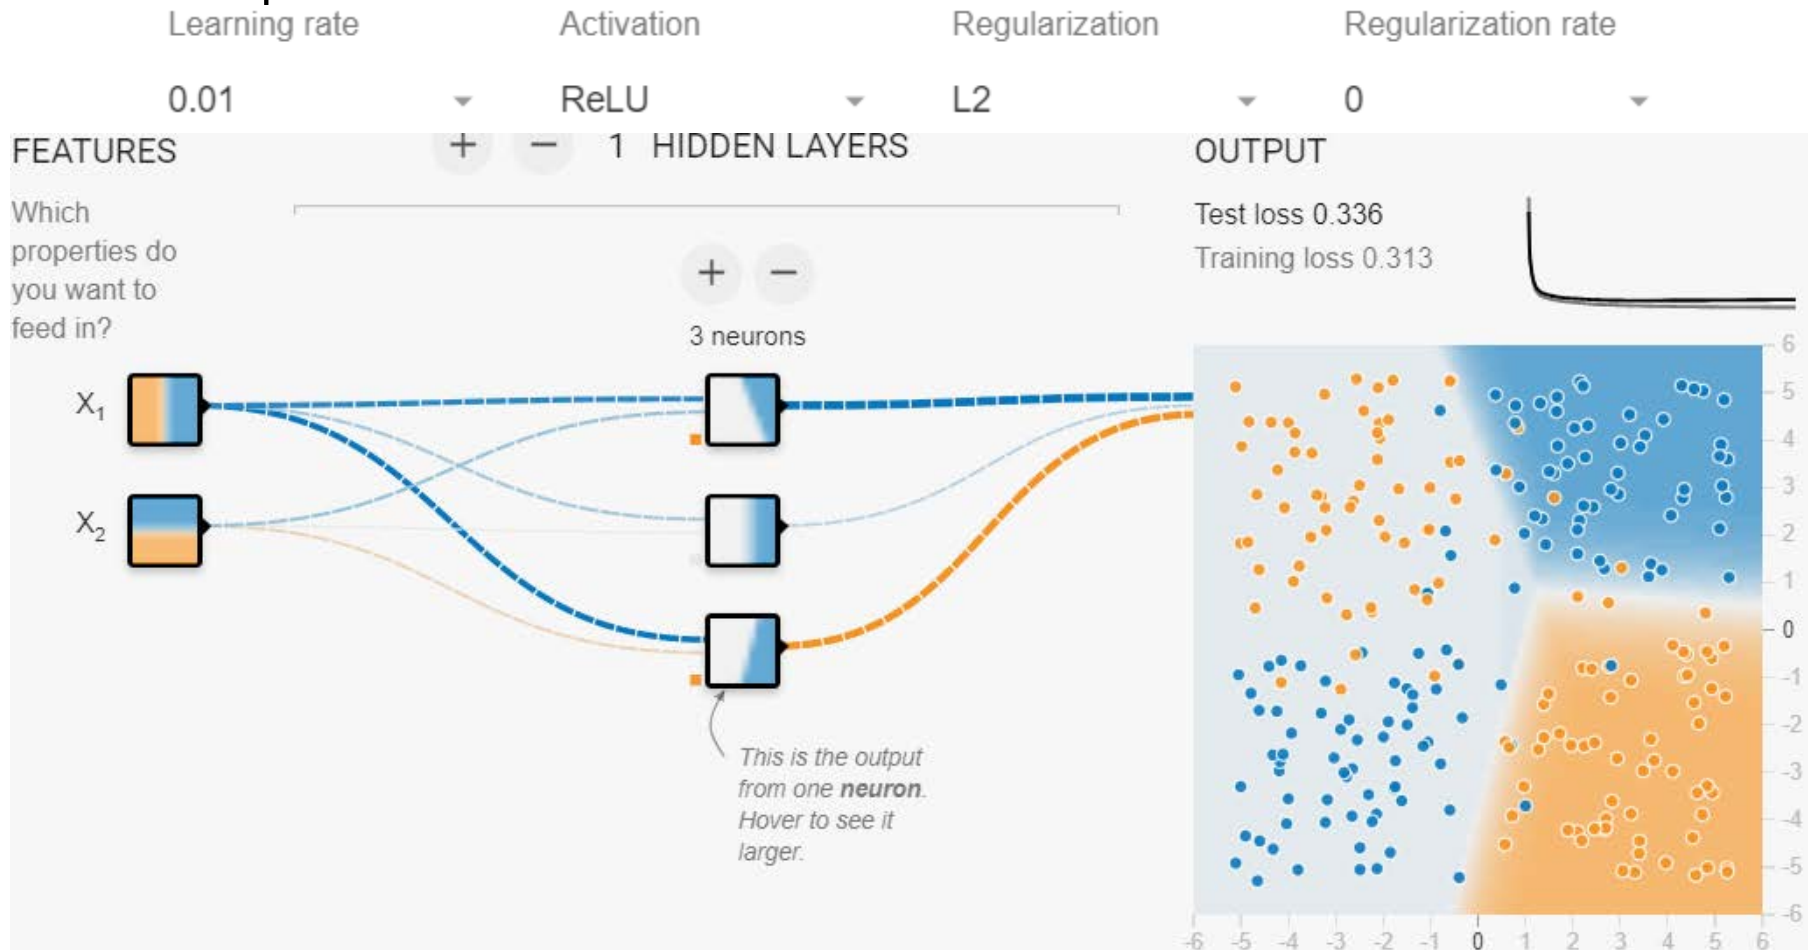 Learning rate
Activation
Regularization
Regularization rate
0.01
ReLU
L2
0
FEATURES
+ − 1 HIDDEN LAYERS
OUTPUT
Which
properties do
you want to
feed in?
+ −
3 neurons
Test loss 0.336
Training loss 0.313
X1
X2
This is the output
from one neuron.
Hover to see it
larger.
6
5
4
3
2
1
0
-1
-2
-3
-4
-5
-6
-6 -5 -4 -3 -2 -1 0 1 2 3 4 5 6